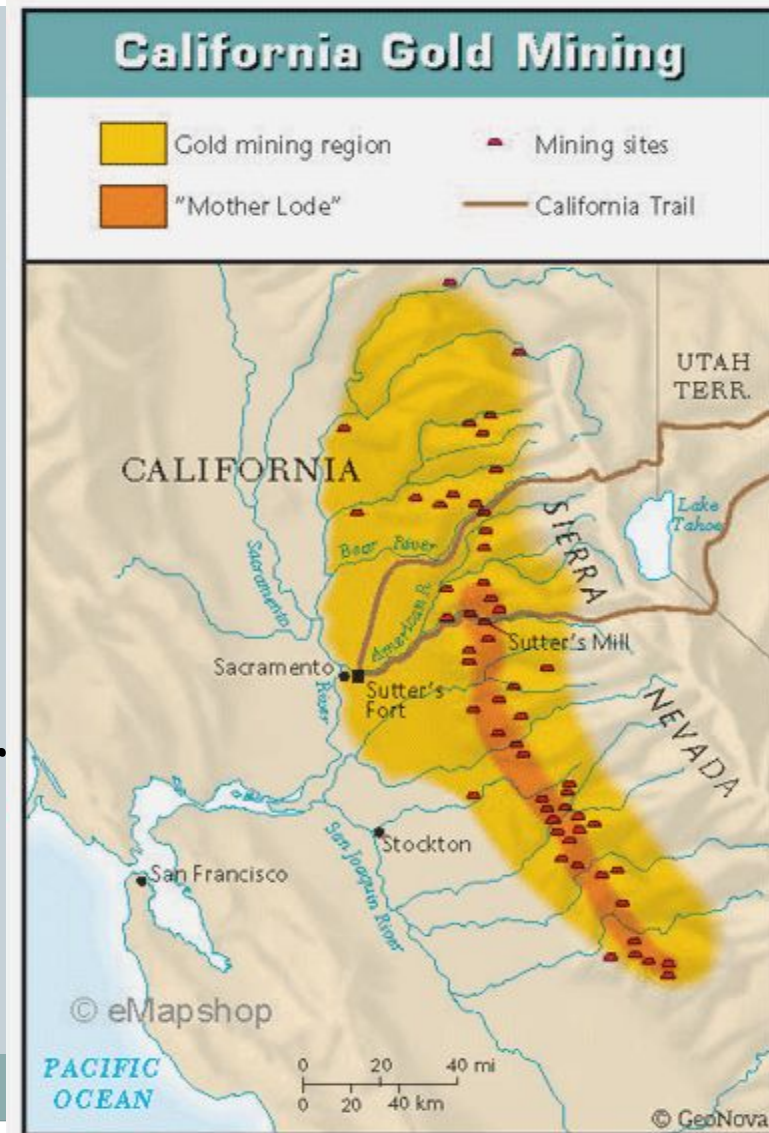 California Gold Mining
Gold mining region
Mining sites
"Mother Lode"
California Trail
UTAH
TERR.
CALIFORNIA
Lake
Tahoe
SIERRA
Bear River
Sacramento
American R.
Sutter's Mill
Sacramento
Sutter's
Fort
River
NEVADA
Stockton
San Joaquin River
San Francisco
© eMapshop
PACIFIC
OCEAN
0 20 40 mi
0 20 40 km
© GeoNova